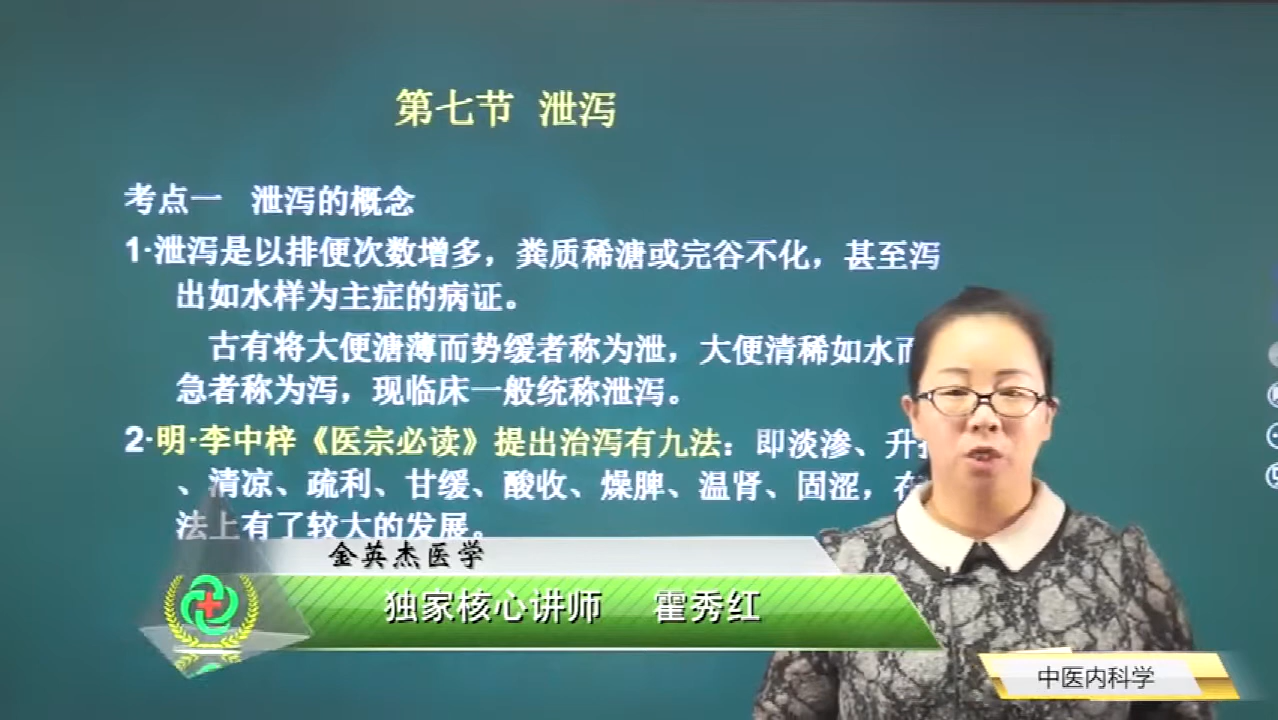 第七节 泄泻
考点一 泄泻的概念
1·泄泻是以排便次数增多，粪质稀溏或完谷不化，甚至泻
出如水样为主症的病证。
古有将大便溏薄而势缓者称为泄，大便清稀如水而
急者称为泻，现临床一般统称泄泻。
2·明·李中梓《医宗必读》提出治泻有九法：即淡渗、升
、清凉、疏利、甘缓、酸收、燥脾、温肾、固涩，在
法上有了较大的发展。
金英杰医学
独家核心讲师 霍秀红
中医内科学